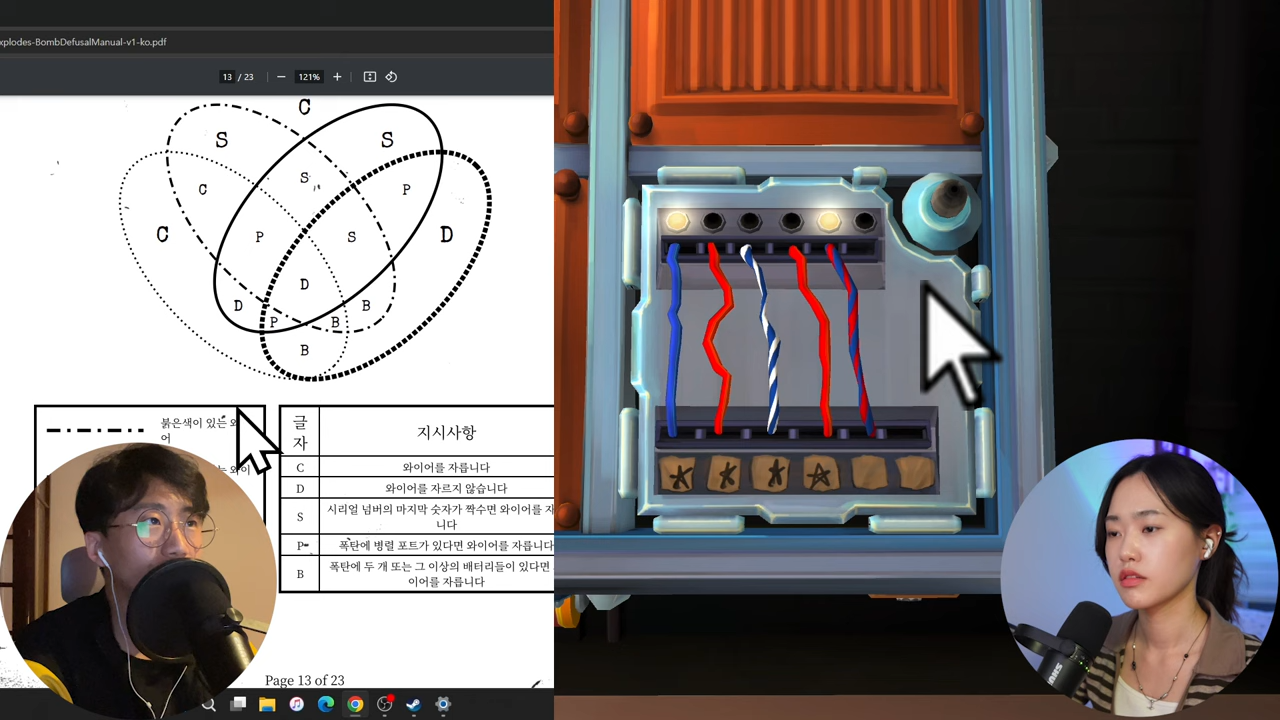 xplodes-BombDefusalManual-v1-ko.pdf
13 / 23
121%
C
S
S
S
C
P
C
P
S
D
D
D
B
P
B
B
붉은색이 있는 와
어
는 와이
글
자
지시사항
C
와이어를 자릅니다
D
와이어를 자르지 않습니다
S
시리얼 넘버의 마지막 숫자가 짝수면 와이어를 자
니다
P
폭탄에 병렬 포트가 있다면 와이어를 자릅니다
B
폭탄에 두 개 또는 그 이상의 배터리들이 있다면
이어를 자릅니다
Page 13 of 23